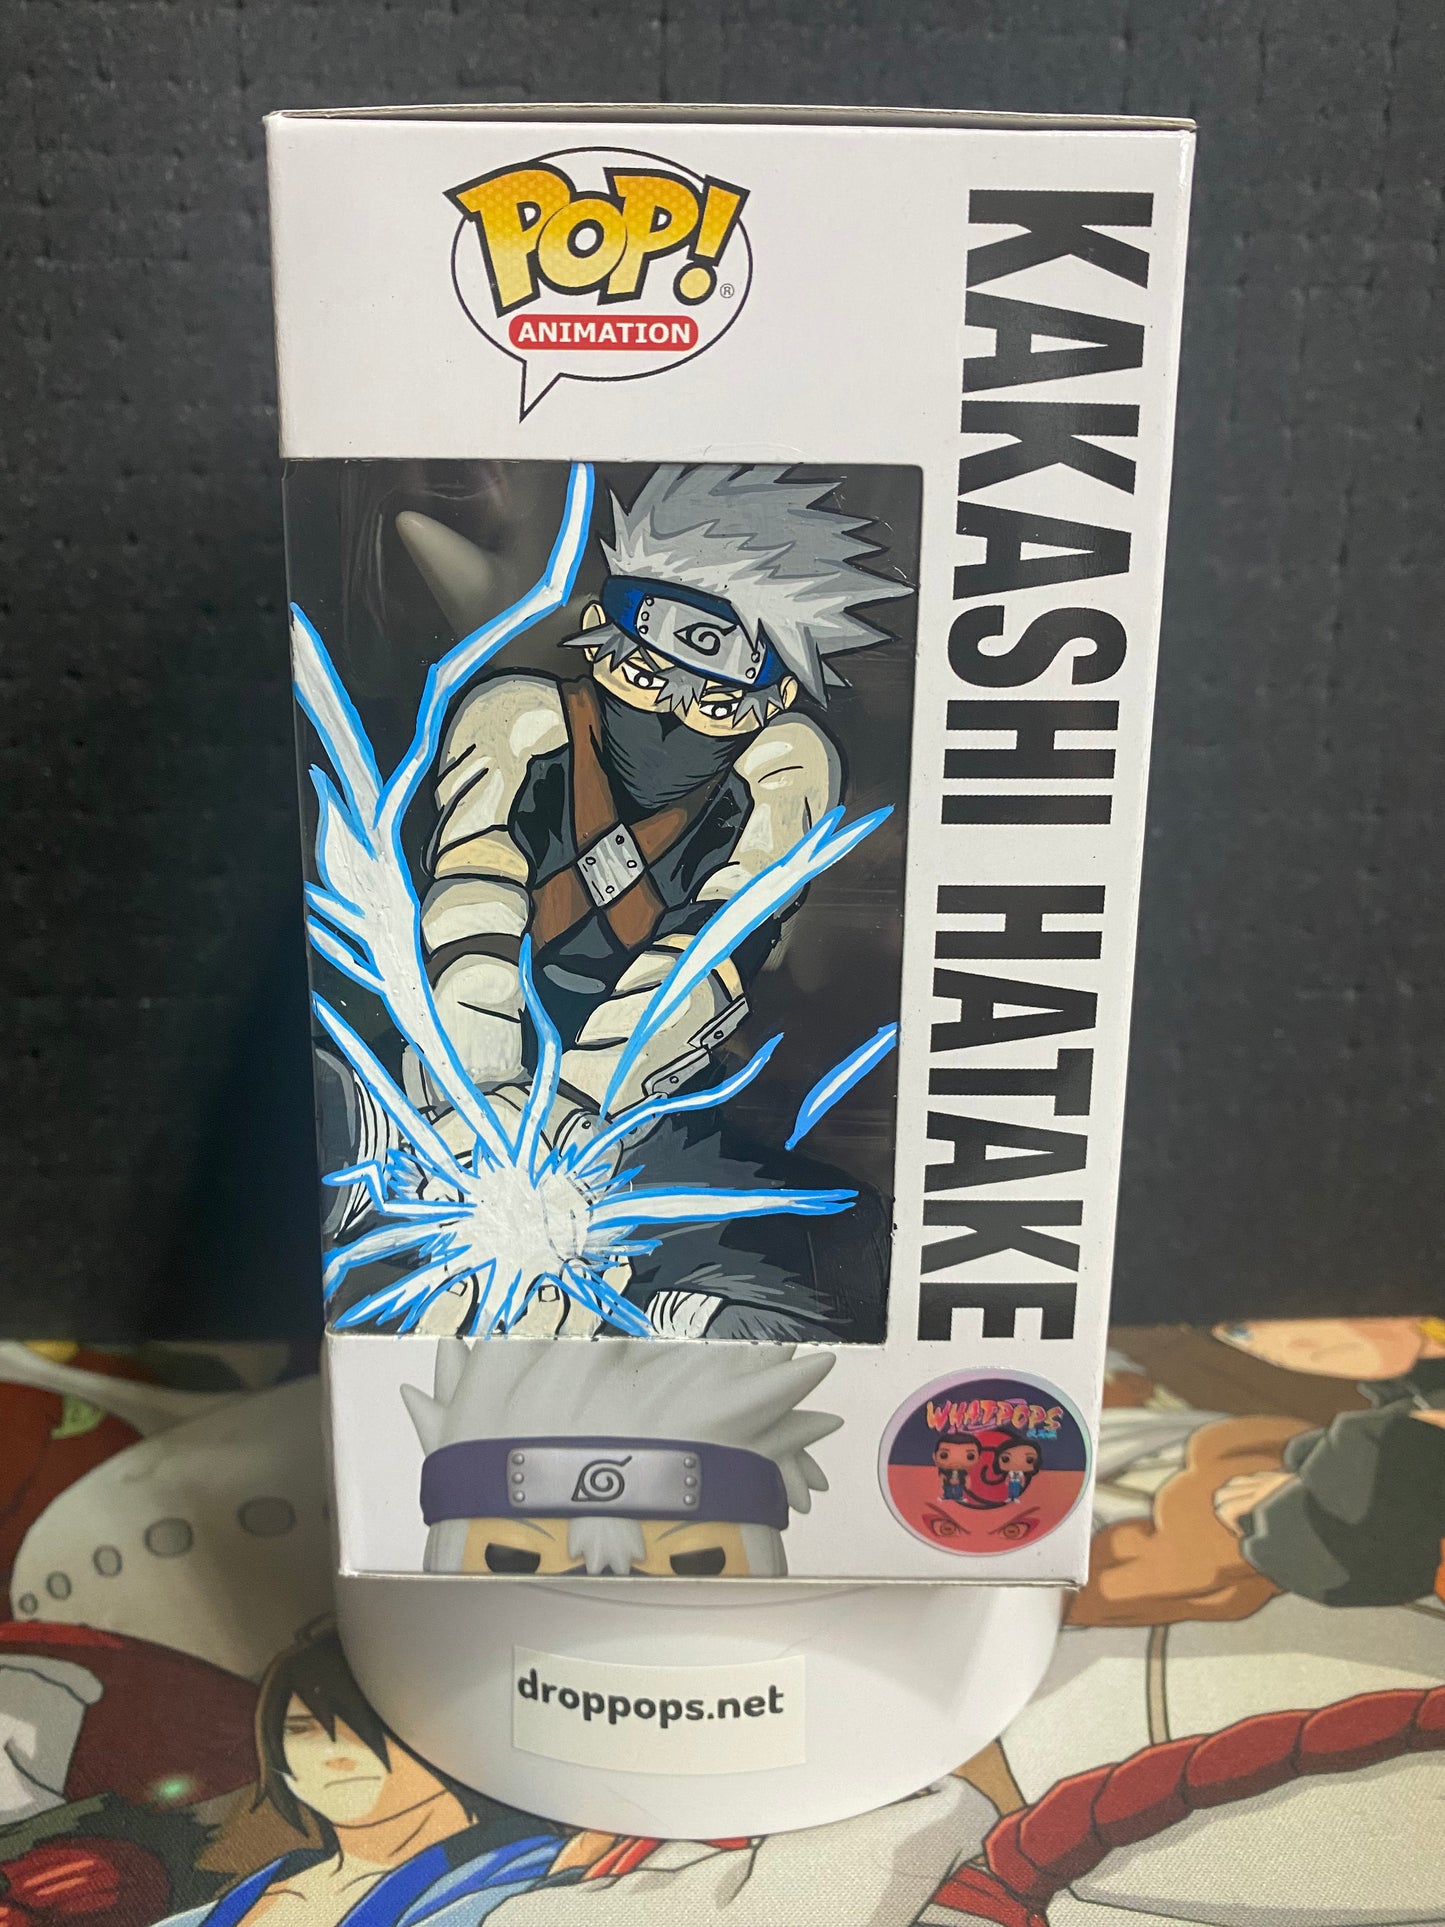 POP!
®
ANIMATION
KAKASHI HATAKE
WHATPOPS
droppops.net